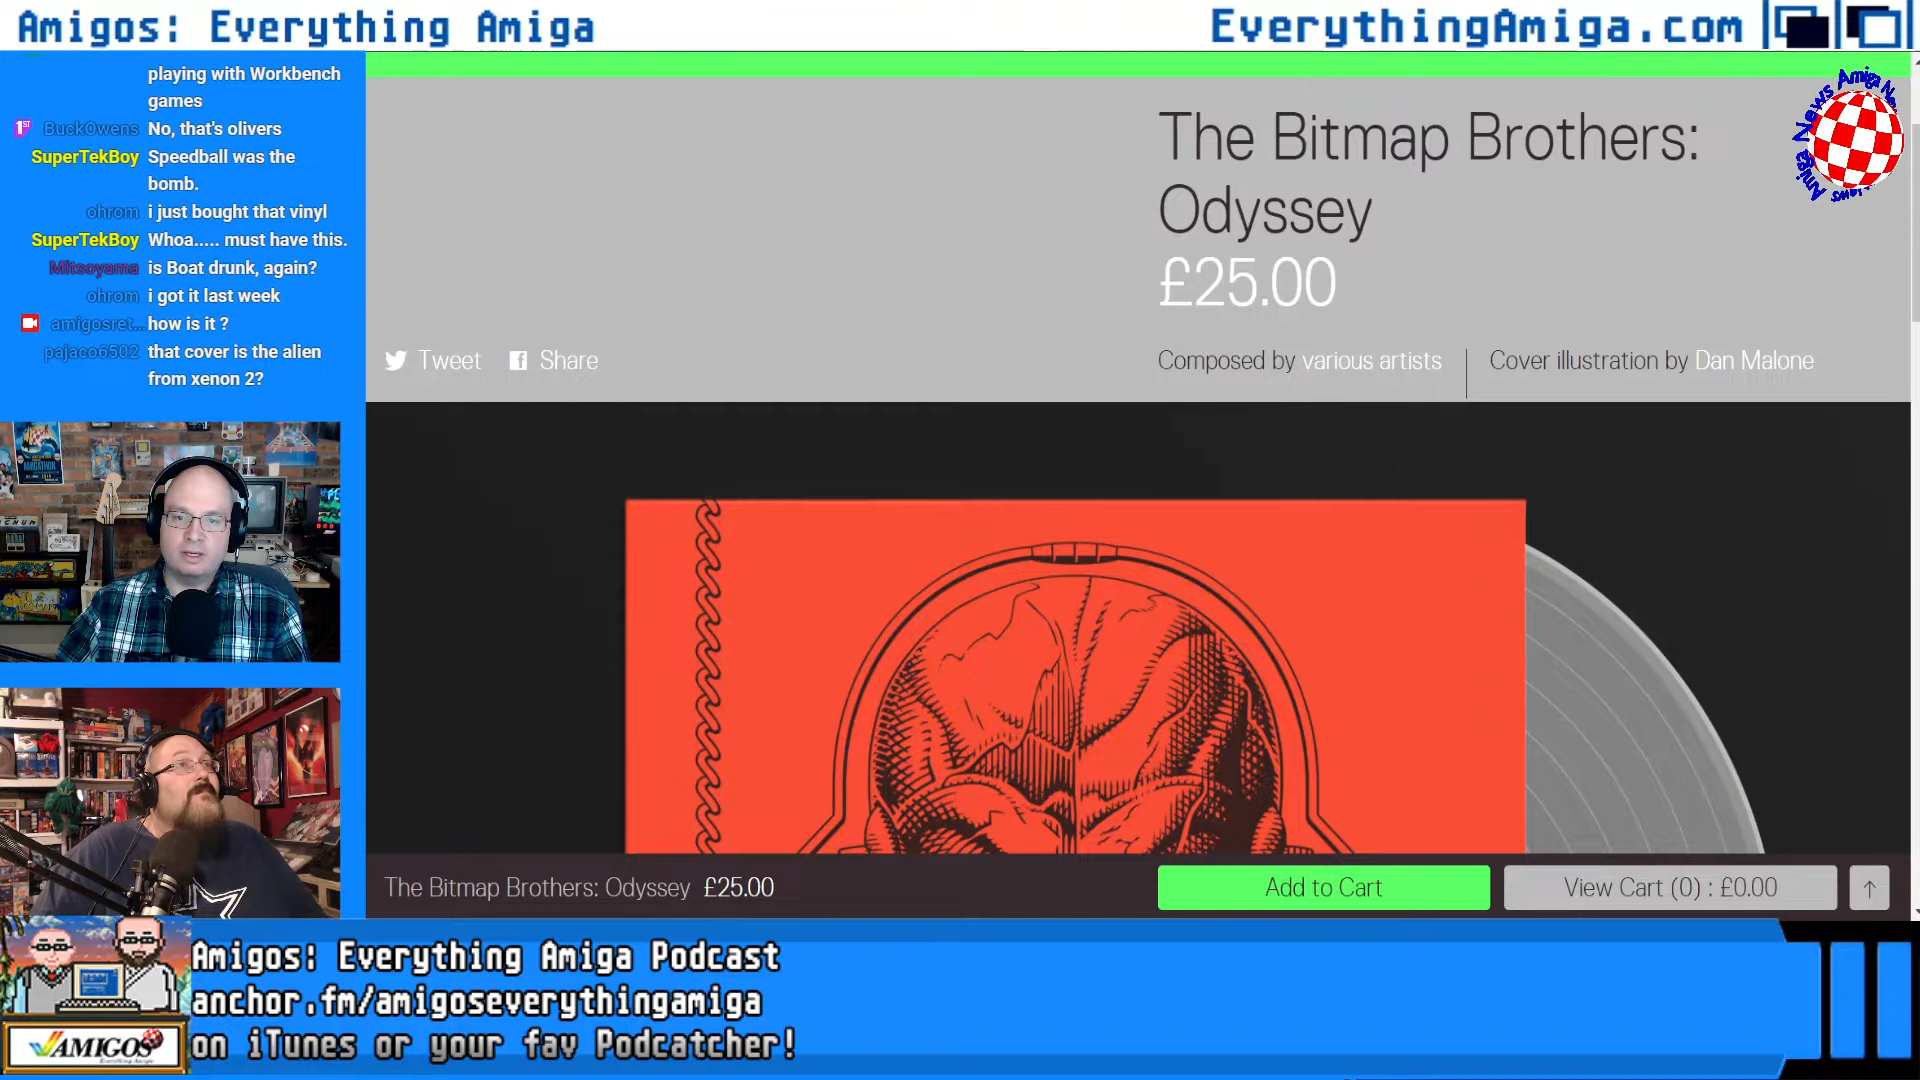 Amigos: Everything Amiga
EverythingAmiga.com
playing with Workbench
games
BuckOwens No, that's olivers
SuperTekBoy Speedball was the
bomb.
ohrom i just bought that vinyl
SuperTekBoy Whoa..... must have this.
Mitsoyama is Boat drunk, again?
ohrom i got it last week
amigosret... how is it ?
pajaco6502 that cover is the alien
from xenon 2?
The Bitmap Brothers:
Odyssey
£25.00
Tweet
Share
Composed by various artists
Cover illustration by Dan Malone
Amiga News
The Bitmap Brothers: Odyssey £25.00
Add to Cart
View Cart (0) : £0.00
Amigos: Everything Amiga Podcast
anchor.fm/amigoseverythingamiga
on iTunes or your fav Podcatcher!
AMIGOS